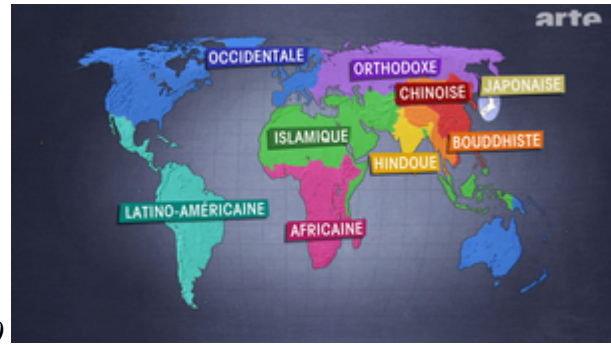 arte
OCCIDENTALE
ORTHODOXE
CHINOISE
JAPONAISE
ISLAMIQUE
HINDOUE
BOUDDHISTE
LATINO-AMÉRICAINE
AFRICAINE
)